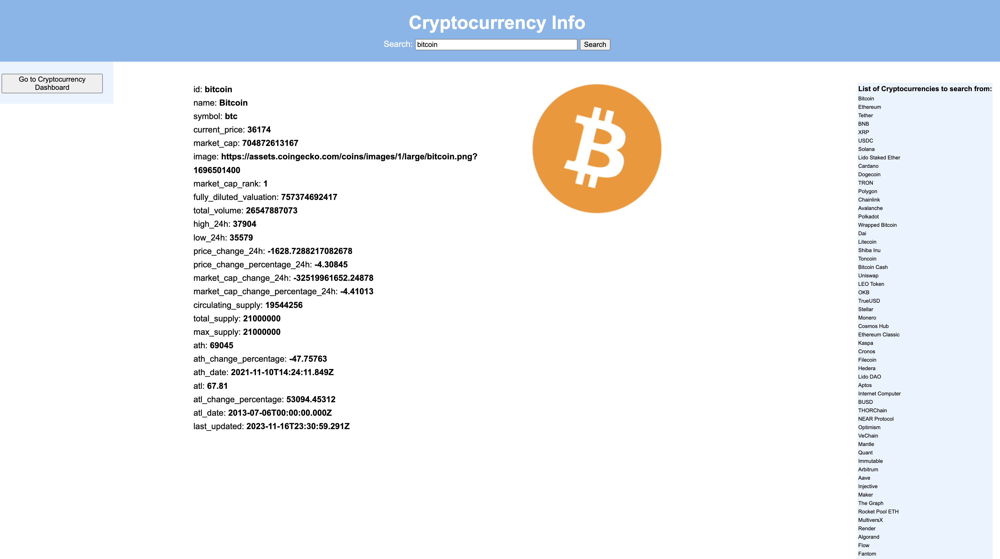 Cryptocurrency Info
Search: bitcoin Search
Go to Cryptocurrency
Dashboard
id: bitcoin
name: Bitcoin
symbol: btc
current_price: 36174
market_cap: 704872613167
image: https://assets.coingecko.com/coins/images/1/large/bitcoin.png?
1696501400
market_cap_rank: 1
fully_diluted_valuation: 757374692417
total_volume: 26547887073
high_24h: 37904
low_24h: 35579
price_change_24h: -1628.7288217082678
price_change_percentage_24h: -4.30845
market_cap_change_24h: -32519961652.24878
market_cap_change_percentage_24h: -4.41013
circulating_supply: 19544256
total_supply: 21000000
max_supply: 21000000
ath: 69045
ath_change_percentage: -47.75763
ath_date: 2021-11-10T14:24:11.849Z
atl: 67.81
atl_change_percentage: 53094.45312
atl_date: 2013-07-06T00:00:00.000Z
last_updated: 2023-11-16T23:30:59.291Z
List of Cryptocurrencies to search from:
Bitcoin
Ethereum
Tether
BNB
XRP
USDC
Solana
Lido Staked Ether
Cardano
Dogecoin
TRON
Polygon
Chainlink
Avalanche
Polkadot
Wrapped Bitcoin
Dai
Litecoin
Shiba Inu
Toncoin
Bitcoin Cash
Uniswap
LEO Token
OKB
TrueUSD
Stellar
Monero
Cosmos Hub
Ethereum Classic
Kaspa
Cronos
Filecoin
Hedera
Lido DAO
Aptos
Internet Computer
BUSD
THORChain
NEAR Protocol
Optimism
VeChain
Mantle
Quant
Immutable
Arbitrum
Aave
Injective
Maker
The Graph
Rocket Pool ETH
MultiversX
Render
Algorand
Flow
Fantom